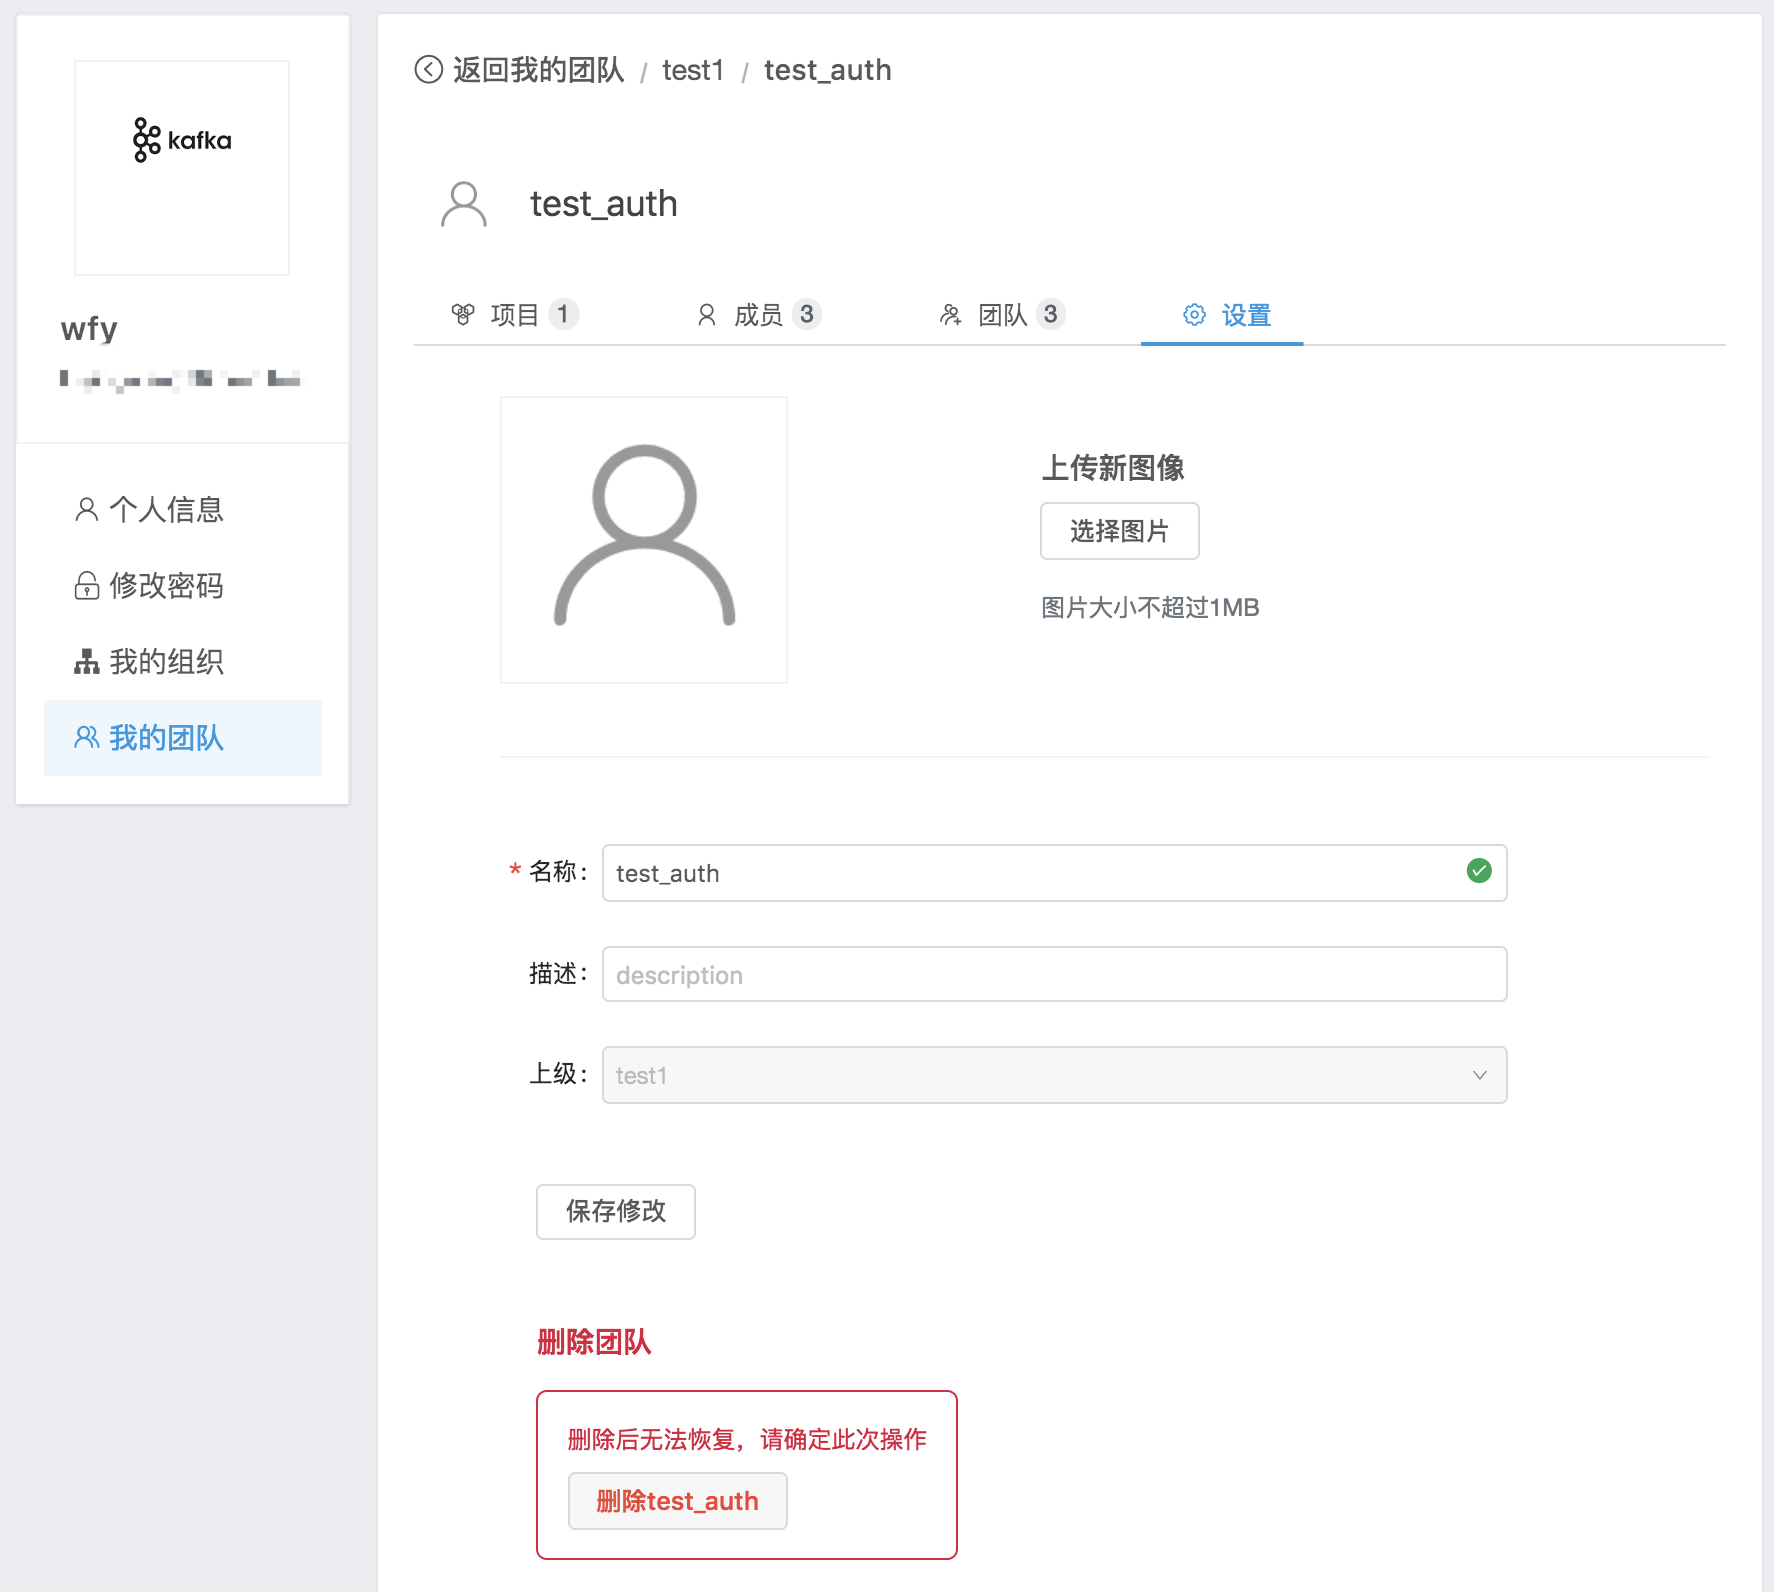 kafka
wfy
个人信息
修改密码
我的组织
我的团队
返回我的团队 / test1 / test_auth
test_auth
项目 1 成员 3 团队 3 设置
上传新图像
选择图片
图片大小不超过1MB
* 名称: test_auth
描述: description
上级: test1
保存修改
删除团队
删除后无法恢复，请确定此次操作
删除test_auth